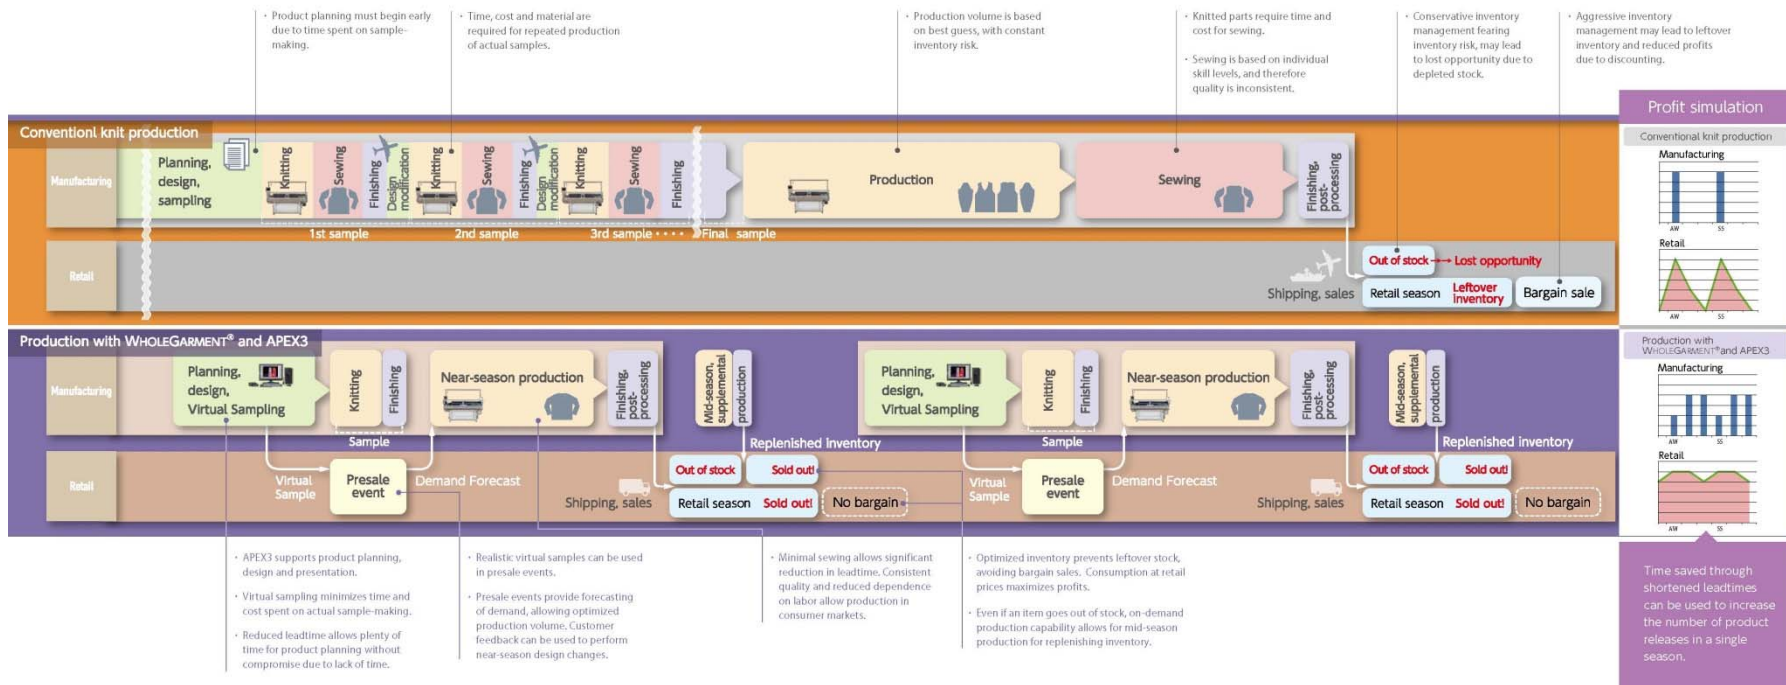 · Product planning must begin early
due to time spent on sample-
making.
· Time, cost and material are
required for repeated production
of actual samples.
· Production volume is based
on best guess, with constant
inventory risk.
· Knitted parts require time and
cost for sewing.
· Sewing is based on individual
skill levels, and therefore
quality is inconsistent.
· Conservative inventory
management fearing
inventory risk, may lead
to lost opportunity due to
depleted stock.
· Aggressive inventory
management may lead to leftover
inventory and reduced profits
due to discounting.
Conventionl knit production
Manufacturing
Planning,
design,
sampling
Knitting
Sewing
Finishing
Design
modification
Knitting
Sewing
Finishing
Design
modification
Knitting
Sewing
Finishing
1st sample
2nd sample
3rd sample · · · ·
Final sample
Production
Sewing
Finishing,
post-
processing
Retail
Shipping, sales
Out of stock
Lost opportunity
Retail season
Leftover
inventory
Bargain sale
Profit simulation
Conventional knit production
Manufacturing
AW
SS
Retail
AW
SS
Production with WHOLEGARMENT® and APEX3
Manufacturing
Planning,
design,
Virtual Sampling
Knitting
Finishing
Sample
Near-season production
Finishing,
post-
processing
Mid-season,
supplemental
production
Replenished inventory
Planning,
design,
Virtual Sampling
Knitting
Finishing
Sample
Near-season production
Finishing,
post-
processing
Mid-season,
supplemental
production
Replenished inventory
Retail
Virtual
Sample
Presale
event
Demand Forecast
Shipping, sales
Out of stock
Sold out!
Retail season
Sold out!
No bargain
Virtual
Sample
Presale
event
Demand Forecast
Shipping, sales
Out of stock
Sold out!
Retail season
Sold out!
No bargain
Production with
WHOLEGARMENT® and APEX3
Manufacturing
AW
SS
Retail
AW
SS
· APEX3 supports product planning,
design and presentation.
· Virtual sampling minimizes time and
cost spent on actual sample-making.
· Reduced leadtime allows plenty of
time for product planning without
compromise due to lack of time.
· Realistic virtual samples can be used
in presale events.
· Presale events provide forecasting
of demand, allowing optimized
production volume. Customer
feedback can be used to perform
near-season design changes.
· Minimal sewing allows significant
reduction in leadtime. Consistent
quality and reduced dependence
on labor allow production in
consumer markets.
· Optimized inventory prevents leftover stock,
avoiding bargain sales. Consumption at retail
prices maximizes profits.
· Even if an item goes out of stock, on-demand
production capability allows for mid-season
production for replenishing inventory.
Time saved through
shortened leadtimes
can be used to increase
the number of product
releases in a single
season.